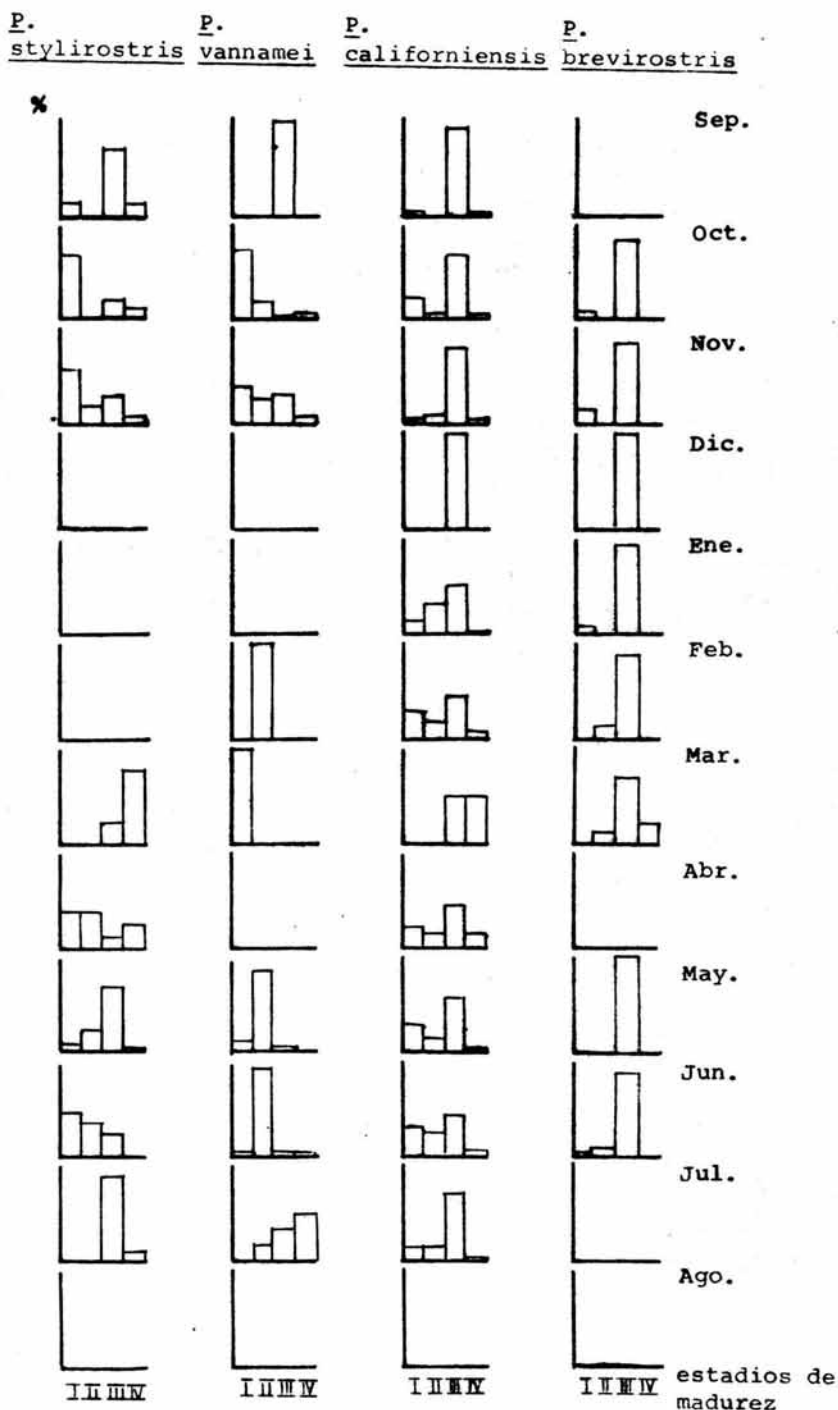 P. P. P. P.
stylirostris vannamei californiensis brevirostris
%
Sep.
Oct.
Nov.
Dic.
Ene.
Feb.
Mar.
Abr.
May.
Jun.
Jul.
Ago.
I II III IV I II III IV I II III IV I II III IV estadios de
madurez